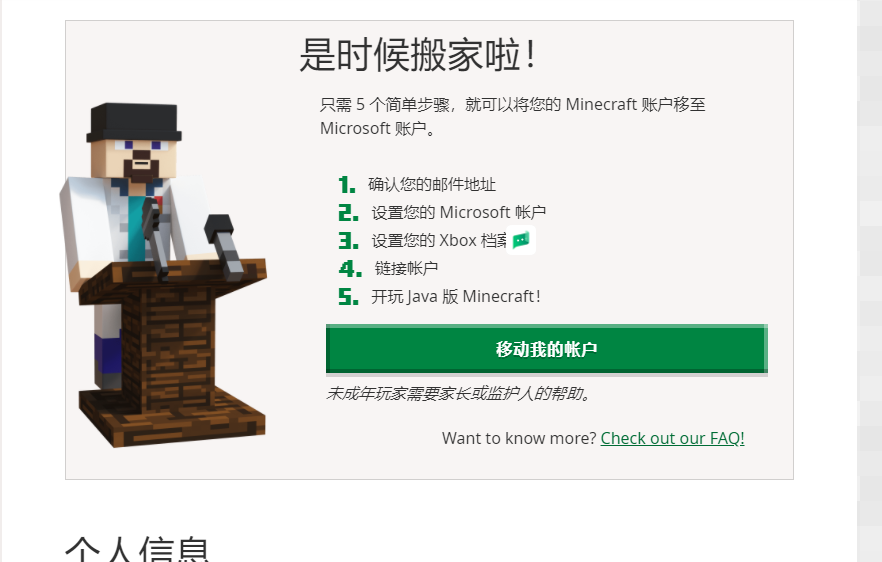 是时候搬家啦！
只需 5 个简单步骤，就可以将您的 Minecraft 账户移至
Microsoft 账户。
1. 确认您的邮件地址
2. 设置您的 Microsoft 帐户
3. 设置您的 Xbox 档案
4. 链接帐户
5. 开玩 Java 版 Minecraft！
移动我的帐户
未成年玩家需要家长或监护人的帮助。
Want to know more? Check out our FAQ!
个人信息